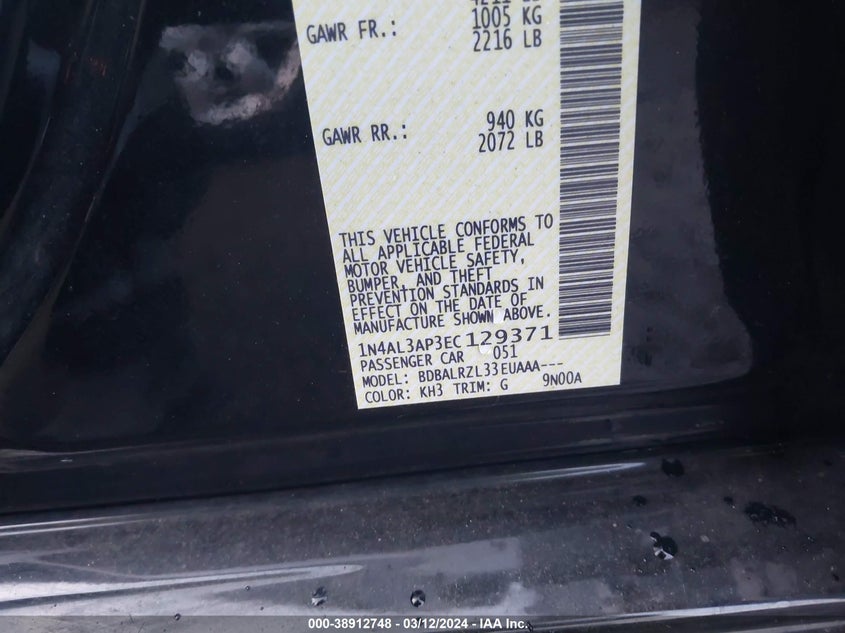 GAWR FR.: 1005 KG
2216 LB
GAWR RR.: 940 KG
2072 LB
THIS VEHICLE CONFORMS TO
ALL APPLICABLE FEDERAL
MOTOR VEHICLE SAFETY,
BUMPER, AND THEFT
PREVENTION STANDARDS IN
EFFECT ON THE DATE OF
MANUFACTURE SHOWN ABOVE.
1N4AL3AP3EC129371
PASSENGER CAR 051
MODEL: BDBALRZL33EUAAA---
COLOR: KH3 TRIM: G 9N00A
000-38912748 - 03/12/2024 - IAA Inc.